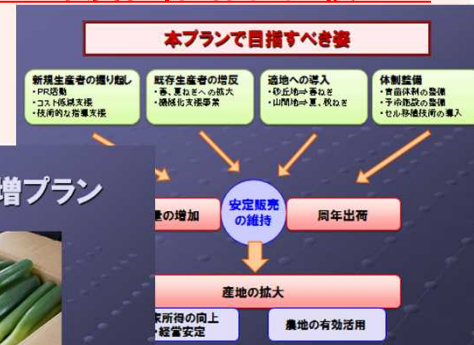 本プランで目指すべき姿
新規生産者の掘り起し
・PR活動
・コスト低減支援
・技術的な指導支援
既存生産者の増反
・春、夏ねぎへの拡大
・機械化支援事業
適地への導入
・砂丘地⇒春ねぎ
・山間地⇒夏、秋ねぎ
体制整備
・育苗体制の整備
・予冷施設の整備
・セル移植技術の導入
増プラン
量の増加
安定販売
の維持
周年出荷
産地の拡大
家所得の向上
経営安定
農地の有効活用